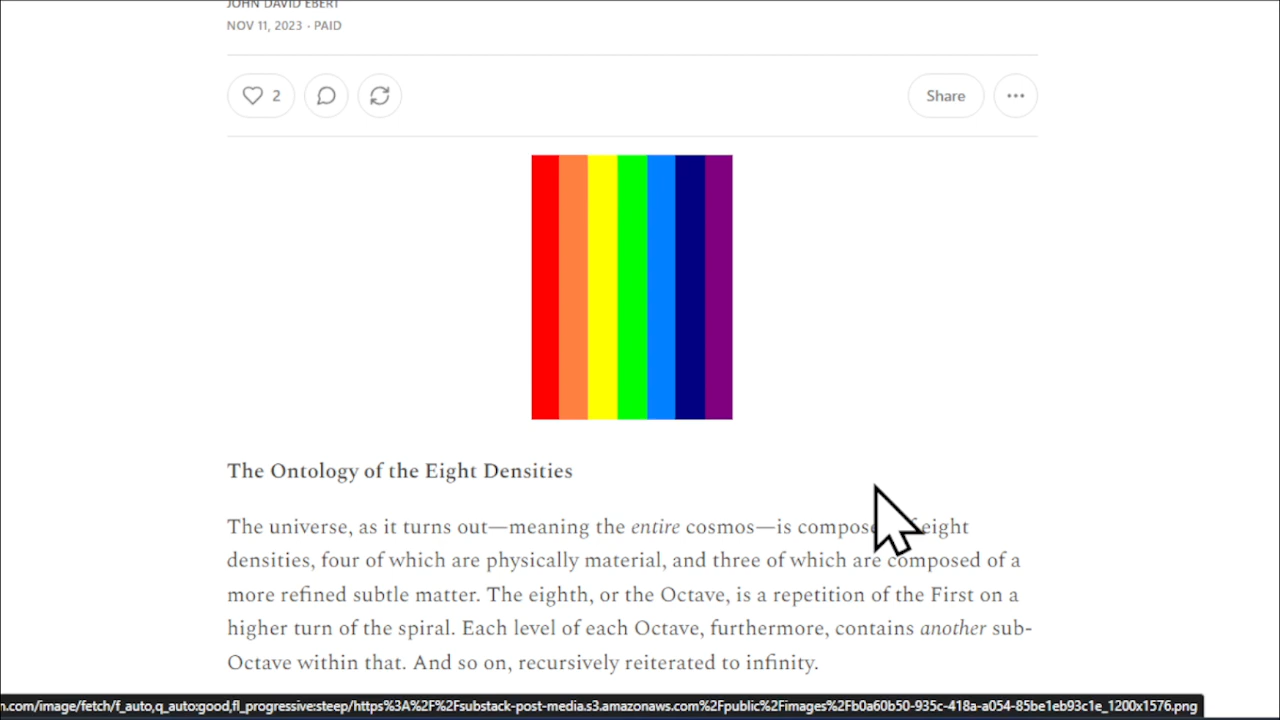 JOHN DAVID EBERT
NOV 11, 2023 · PAID
2
Share
The Ontology of the Eight Densities
The universe, as it turns out—meaning the entire cosmos—is compose eight
densities, four of which are physically material, and three of which are composed of a
more refined subtle matter. The eighth, or the Octave, is a repetition of the First on a
higher turn of the spiral. Each level of each Octave, furthermore, contains another sub-
Octave within that. And so on, recursively reiterated to infinity.
n.com/image/fetch/f_auto,q_auto:good,fl_progressive:steep/https%3A%2F%2Fsubstack-post-media.s3.amazonaws.com%2Fpublic%2Fimages%2Fb0a60b50-935c-418a-a054-85be1eb93c1e_1200x1576.png